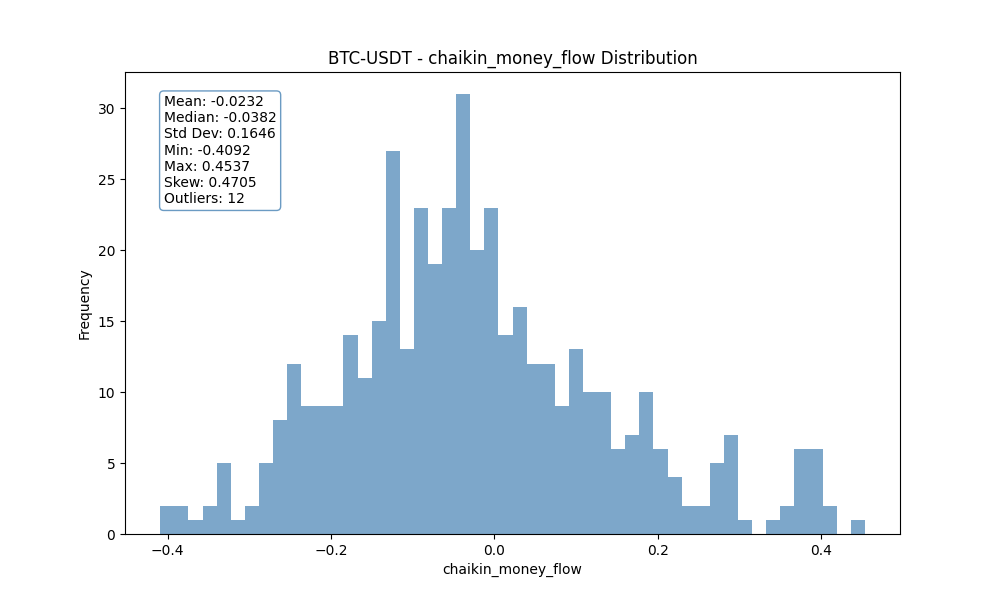 BTC-USDT - chaikin_money_flow Distribution
Mean: -0.0232
Median: -0.0382
Std Dev: 0.1646
Min: -0.4092
Max: 0.4537
Skew: 0.4705
Outliers: 12
Frequency
30
25
20
15
10
5
0
−0.4
−0.2
0.0
0.2
0.4
chaikin_money_flow